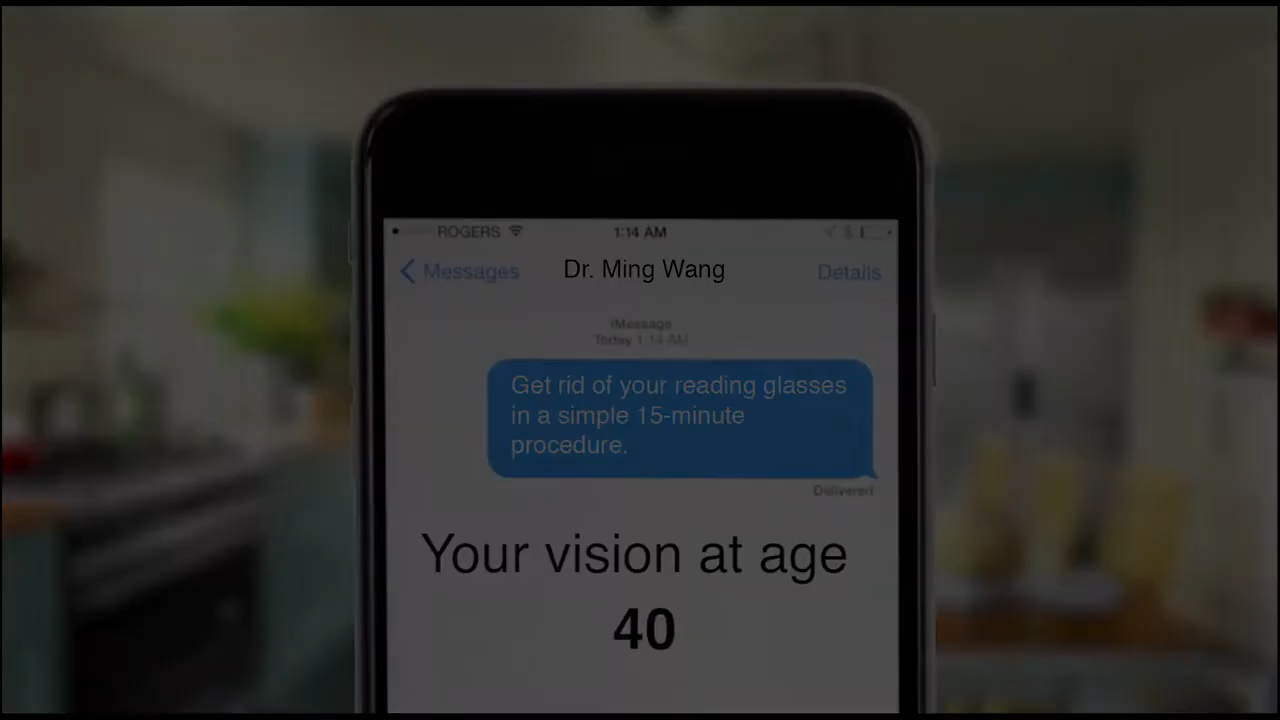 ROGERS 1:14 AM
Messages Dr. Ming Wang Details
iMessage
Today 1:14 AM
Get rid of your reading glasses
in a simple 15-minute
procedure.
Delivered
Your vision at age
40